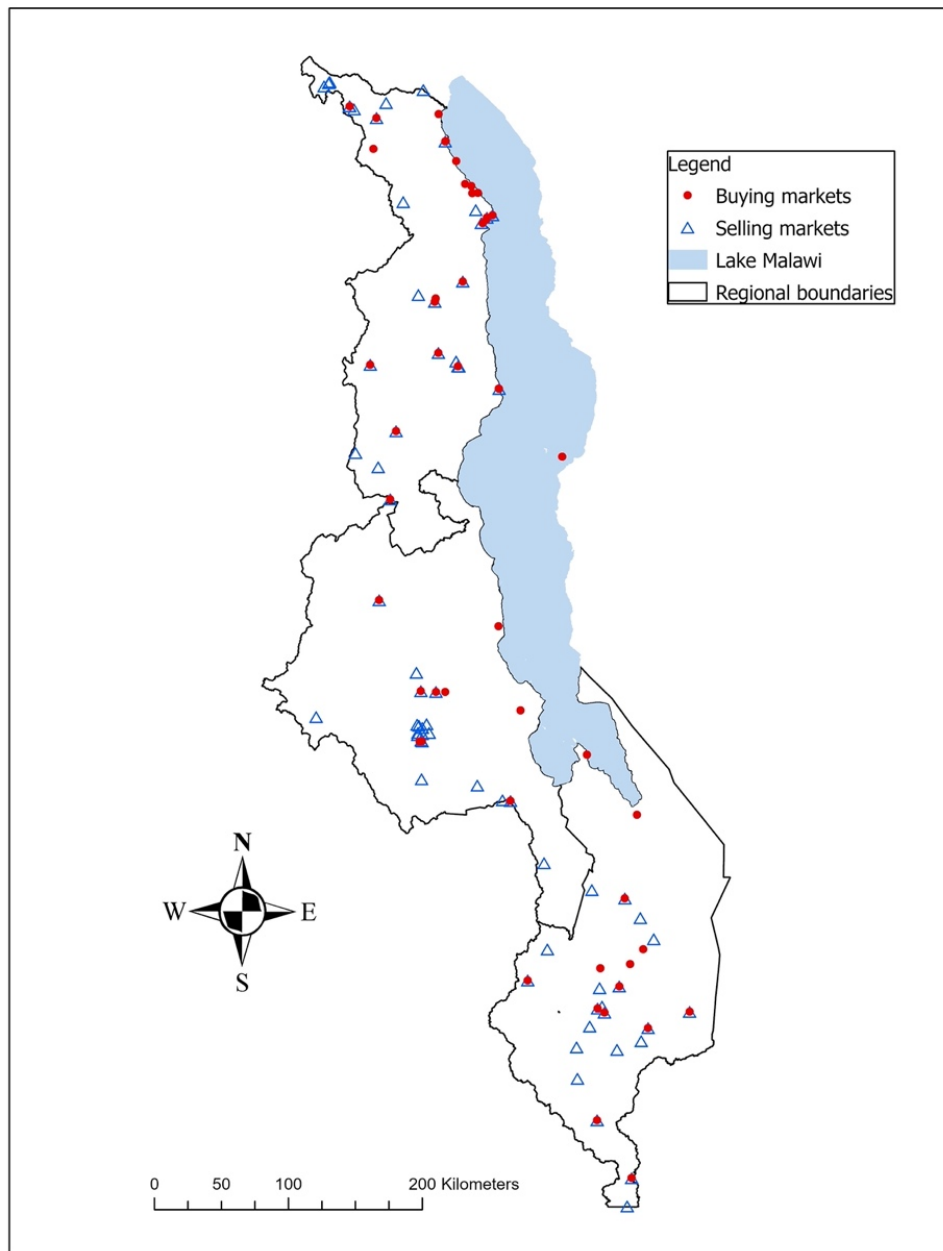 Legend
Buying markets
Selling markets
Lake Malawi
Regional boundaries
N
W E
S
0 50 100 200 Kilometers